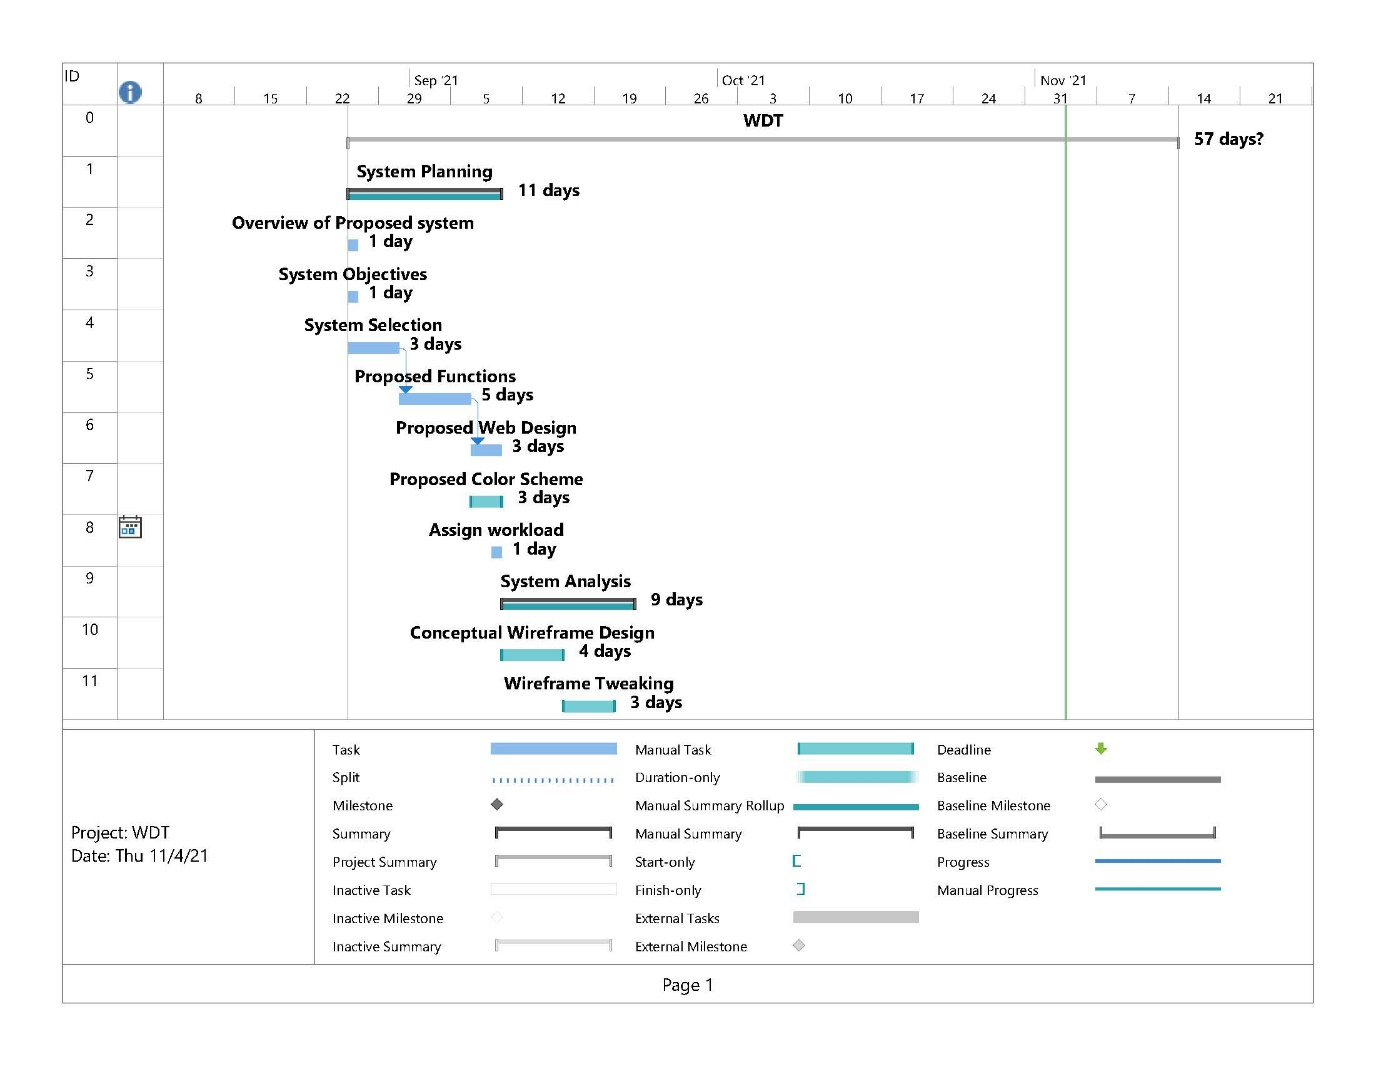 ID
Sep '21 Oct '21 Nov '21
8 15 22 29 5 12 19 26 3 10 17 24 31 7 14 21
0 WDT
57 days?
1 System Planning
11 days
2 Overview of Proposed system
1 day
3 System Objectives
1 day
4 System Selection
3 days
5 Proposed Functions
5 days
6 Proposed Web Design
3 days
7 Proposed Color Scheme
3 days
8 Assign workload
1 day
9 System Analysis
9 days
10 Conceptual Wireframe Design
4 days
11 Wireframe Tweaking
3 days
Project: WDT
Date: Thu 11/4/21
Task Manual Task Deadline
Split Duration-only Baseline
Milestone Manual Summary Rollup Baseline Milestone
Summary Manual Summary Baseline Summary
Project Summary Start-only Progress
Inactive Task Finish-only Manual Progress
Inactive Milestone External Tasks
Inactive Summary External Milestone
Page 1